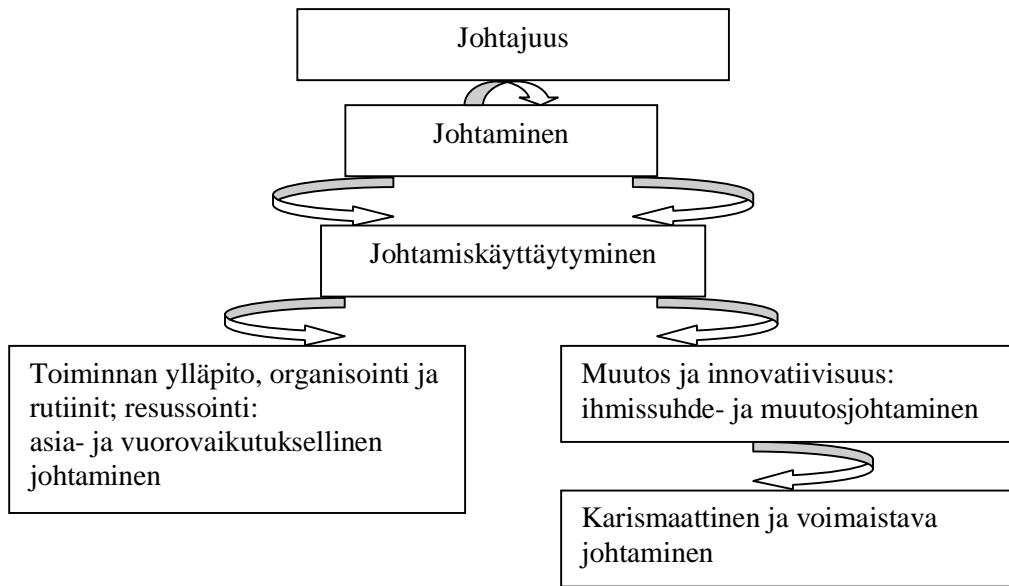 Johtajuus
Johtaminen
Johtamiskäyttäytyminen
Toiminnan ylläpito, organisointi ja
rutiinit; resussointi:
asia- ja vuorovaikutuksellinen
johtaminen
Muutos ja innovatiivisuus:
ihmissuhde- ja muutosjohtaminen
Karismaattinen ja voimaistava
johtaminen